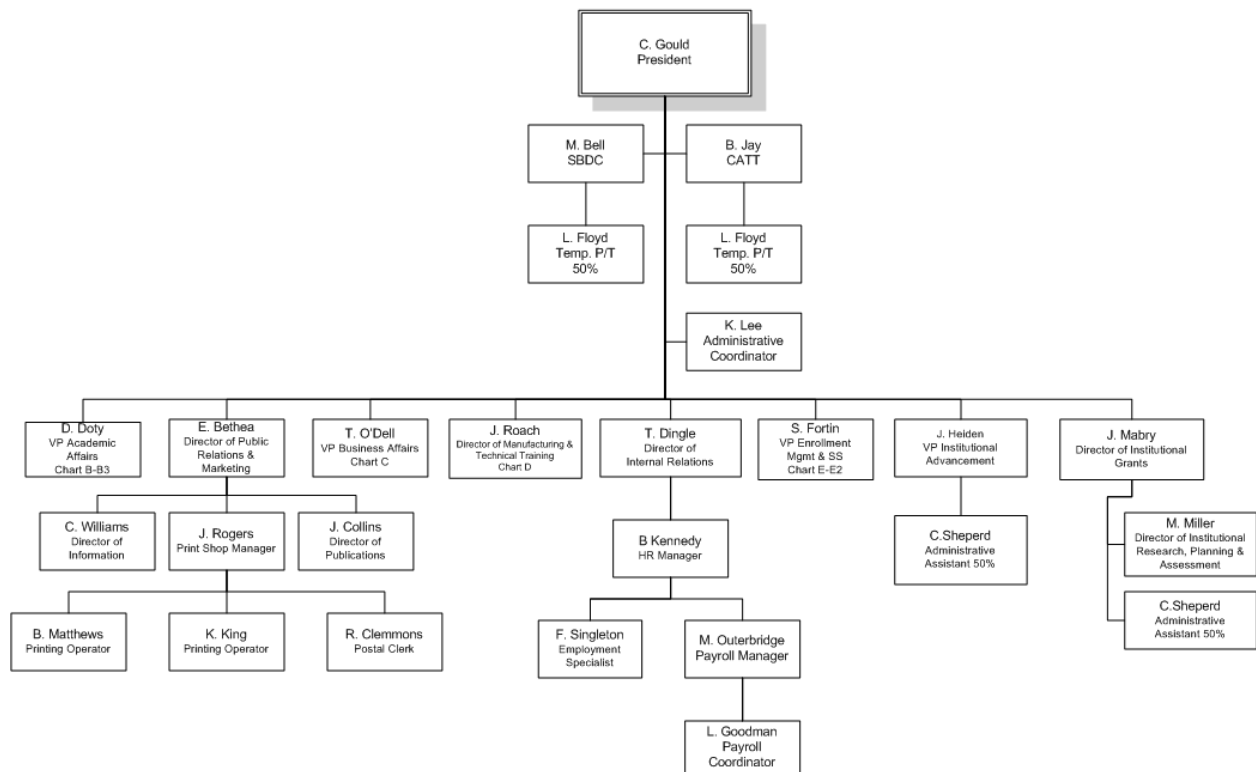 C. Gould
President
M. Bell
SBDC
B. Jay
CATT
L. Floyd
Temp. P/T
50%
L. Floyd
Temp. P/T
50%
K. Lee
Administrative
Coordinator
D. Doty
VP Academic
Affairs
Chart B-B3
E. Bethea
Director of Public
Relations &
Marketing
T. O'Dell
VP Business Affairs
Chart C
J. Roach
Director of Manufacturing &
Technical Training
Chart D
T. Dingle
Director of
Internal Relations
S. Fortin
VP Enrollment
Mgmt & SS
Chart E-E2
J. Heiden
VP Institutional
Advancement
J. Mabry
Director of Institutional
Grants
C. Williams
Director of
Information
J. Rogers
Print Shop Manager
J. Collins
Director of
Publications
B Kennedy
HR Manager
C.Sheperd
Administrative
Assistant 50%
M. Miller
Director of Institutional
Research, Planning &
Assessment
B. Matthews
Printing Operator
K. King
Printing Operator
R. Clemmons
Postal Clerk
F. Singleton
Employment
Specialist
M. Outerbridge
Payroll Manager
C.Sheperd
Administrative
Assistant 50%
L. Goodman
Payroll
Coordinator